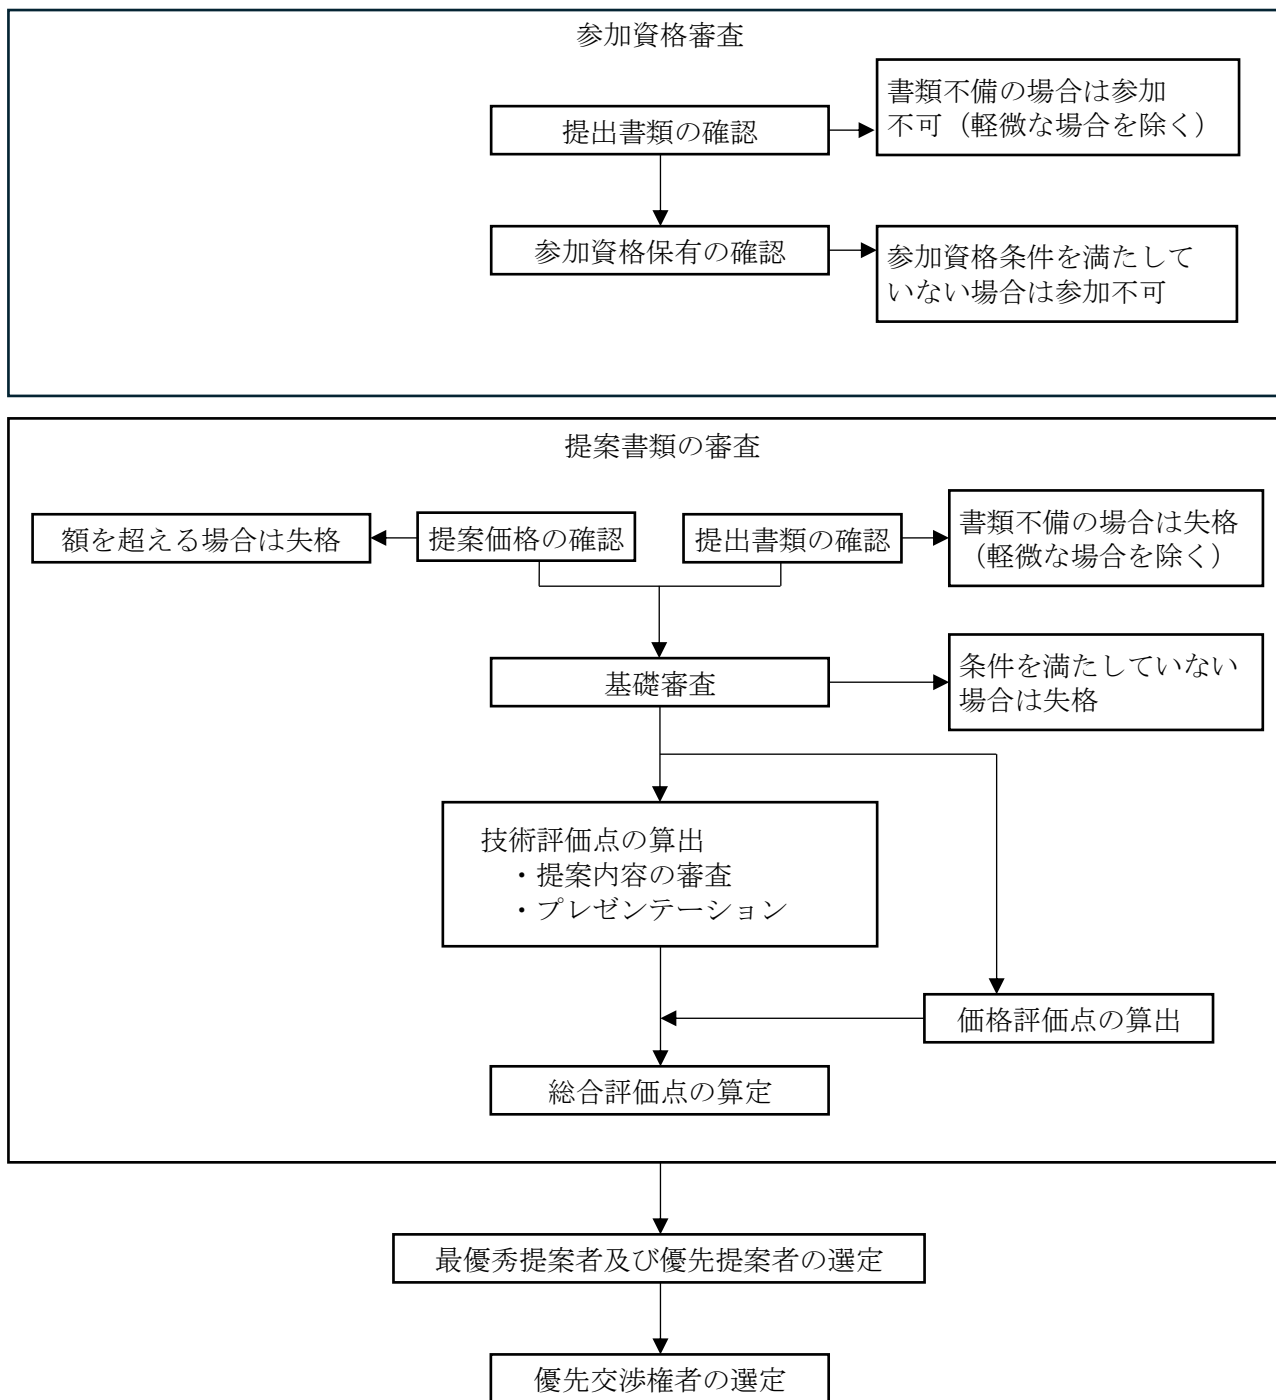 参加資格審査
提出書類の確認
書類不備の場合は参加
不可（軽微な場合を除く）
参加資格保有の確認
参加資格条件を満たして
いない場合は参加不可
提案書類の審査
額を超える場合は失格
提案価格の確認
提出書類の確認
書類不備の場合は失格
（軽微な場合を除く）
基礎審査
条件を満たしていない
場合は失格
技術評価点の算出
・提案内容の審査
・プレゼンテーション
価格評価点の算出
総合評価点の算定
最優秀提案者及び優先提案者の選定
優先交渉権者の選定